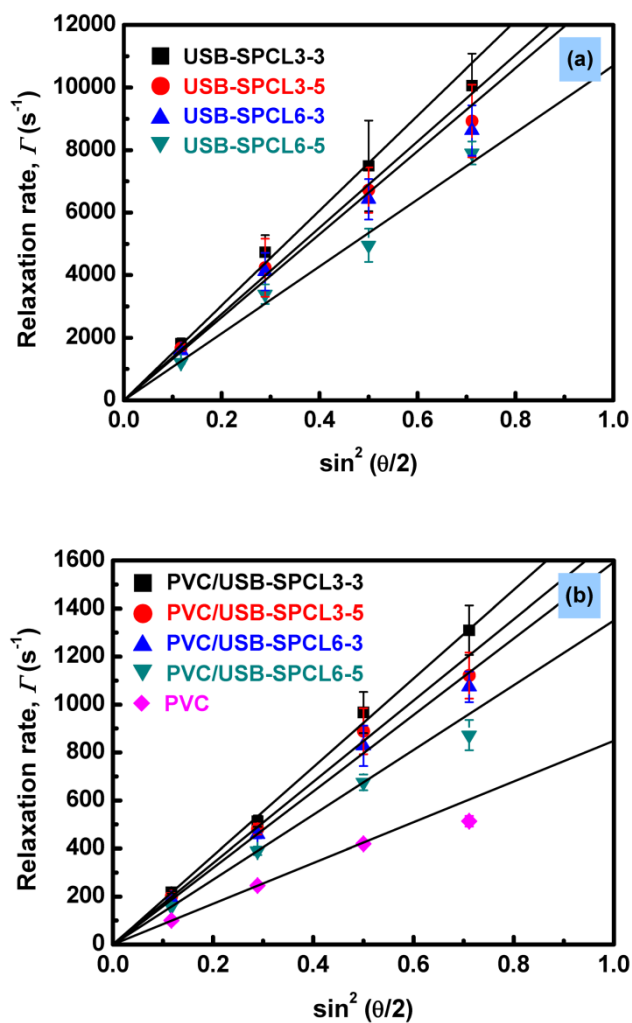 12000
10000
8000
6000
4000
2000
0
Relaxation rate, Γ (s⁻¹)
USB-SPCL3-3
USB-SPCL3-5
USB-SPCL6-3
USB-SPCL6-5
(a)
0.0 0.2 0.4 0.6 0.8 1.0
sin² (θ/2)
1600
1400
1200
1000
800
600
400
200
0
Relaxation rate, Γ (s⁻¹)
PVC/USB-SPCL3-3
PVC/USB-SPCL3-5
PVC/USB-SPCL6-3
PVC/USB-SPCL6-5
PVC
(b)
0.0 0.2 0.4 0.6 0.8 1.0
sin² (θ/2)